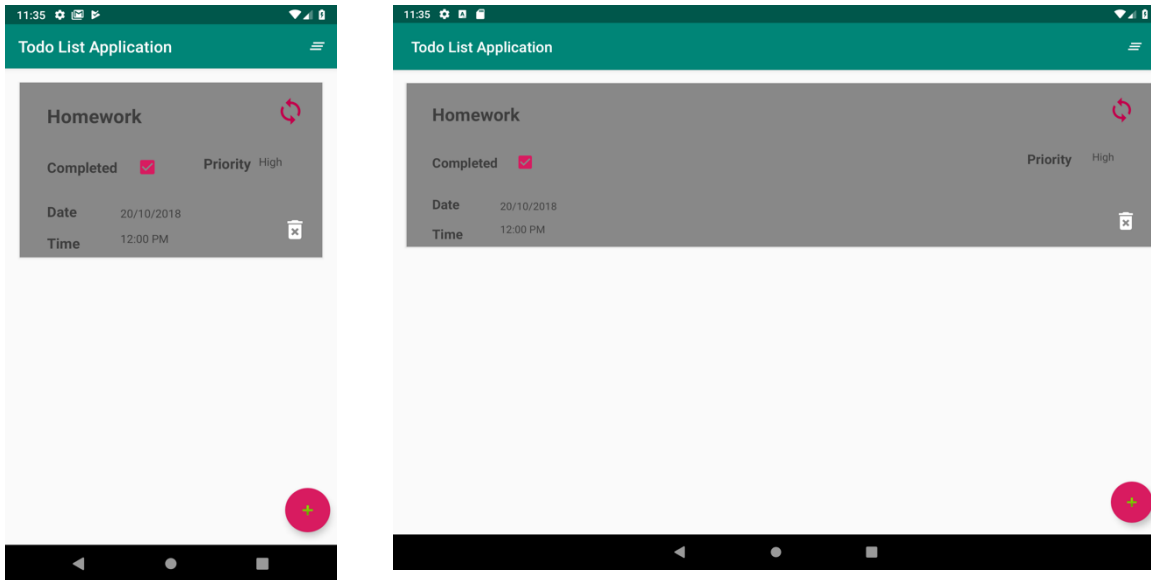 11:35
Todo List Application
Homework
Completed
Priority High
Date 20/10/2018
Time 12:00 PM
11:35
Todo List Application
Homework
Completed
Priority High
Date 20/10/2018
Time 12:00 PM